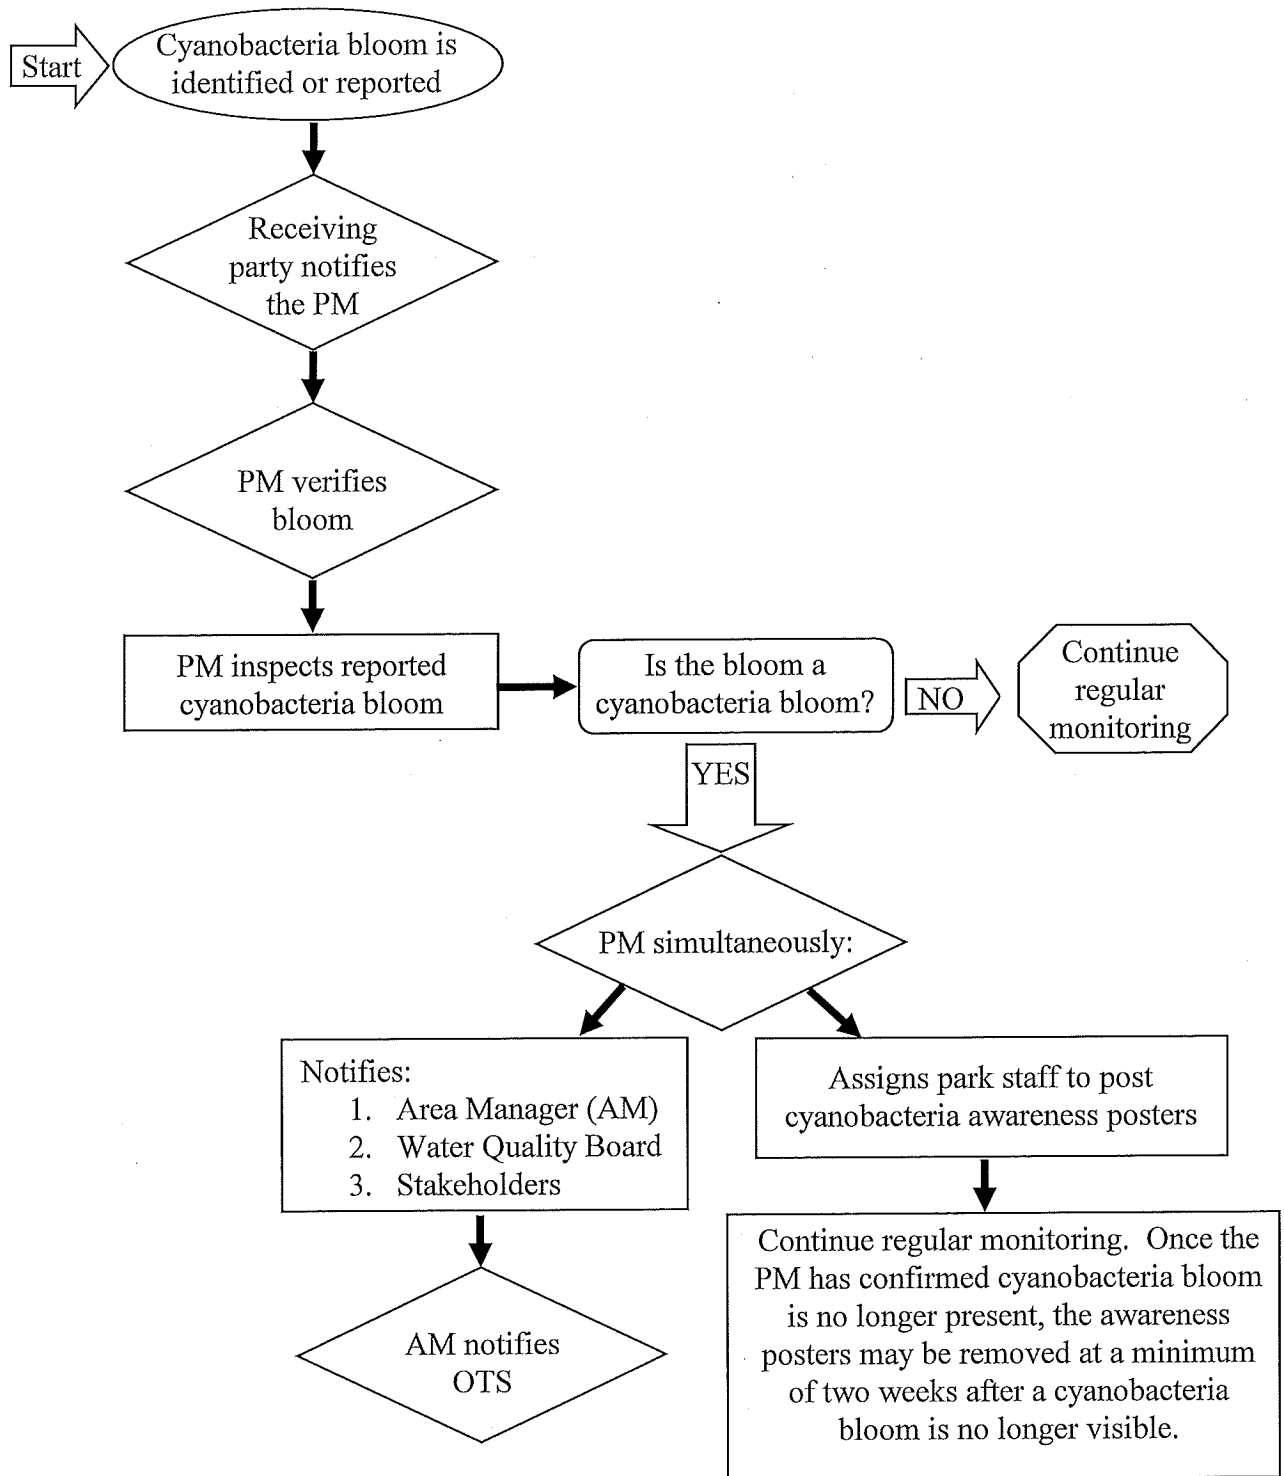 Start
Cyanobacteria bloom is
identified or reported
Receiving
party notifies
the PM
PM verifies
bloom
PM inspects reported
cyanobacteria bloom
Is the bloom a
cyanobacteria bloom?
NO
Continue
regular
monitoring
YES
PM simultaneously:
Notifies:
1. Area Manager (AM)
2. Water Quality Board
3. Stakeholders
AM notifies
OTS
Assigns park staff to post
cyanobacteria awareness posters
Continue regular monitoring. Once the
PM has confirmed cyanobacteria bloom
is no longer present, the awareness
posters may be removed at a minimum
of two weeks after a cyanobacteria
bloom is no longer visible.